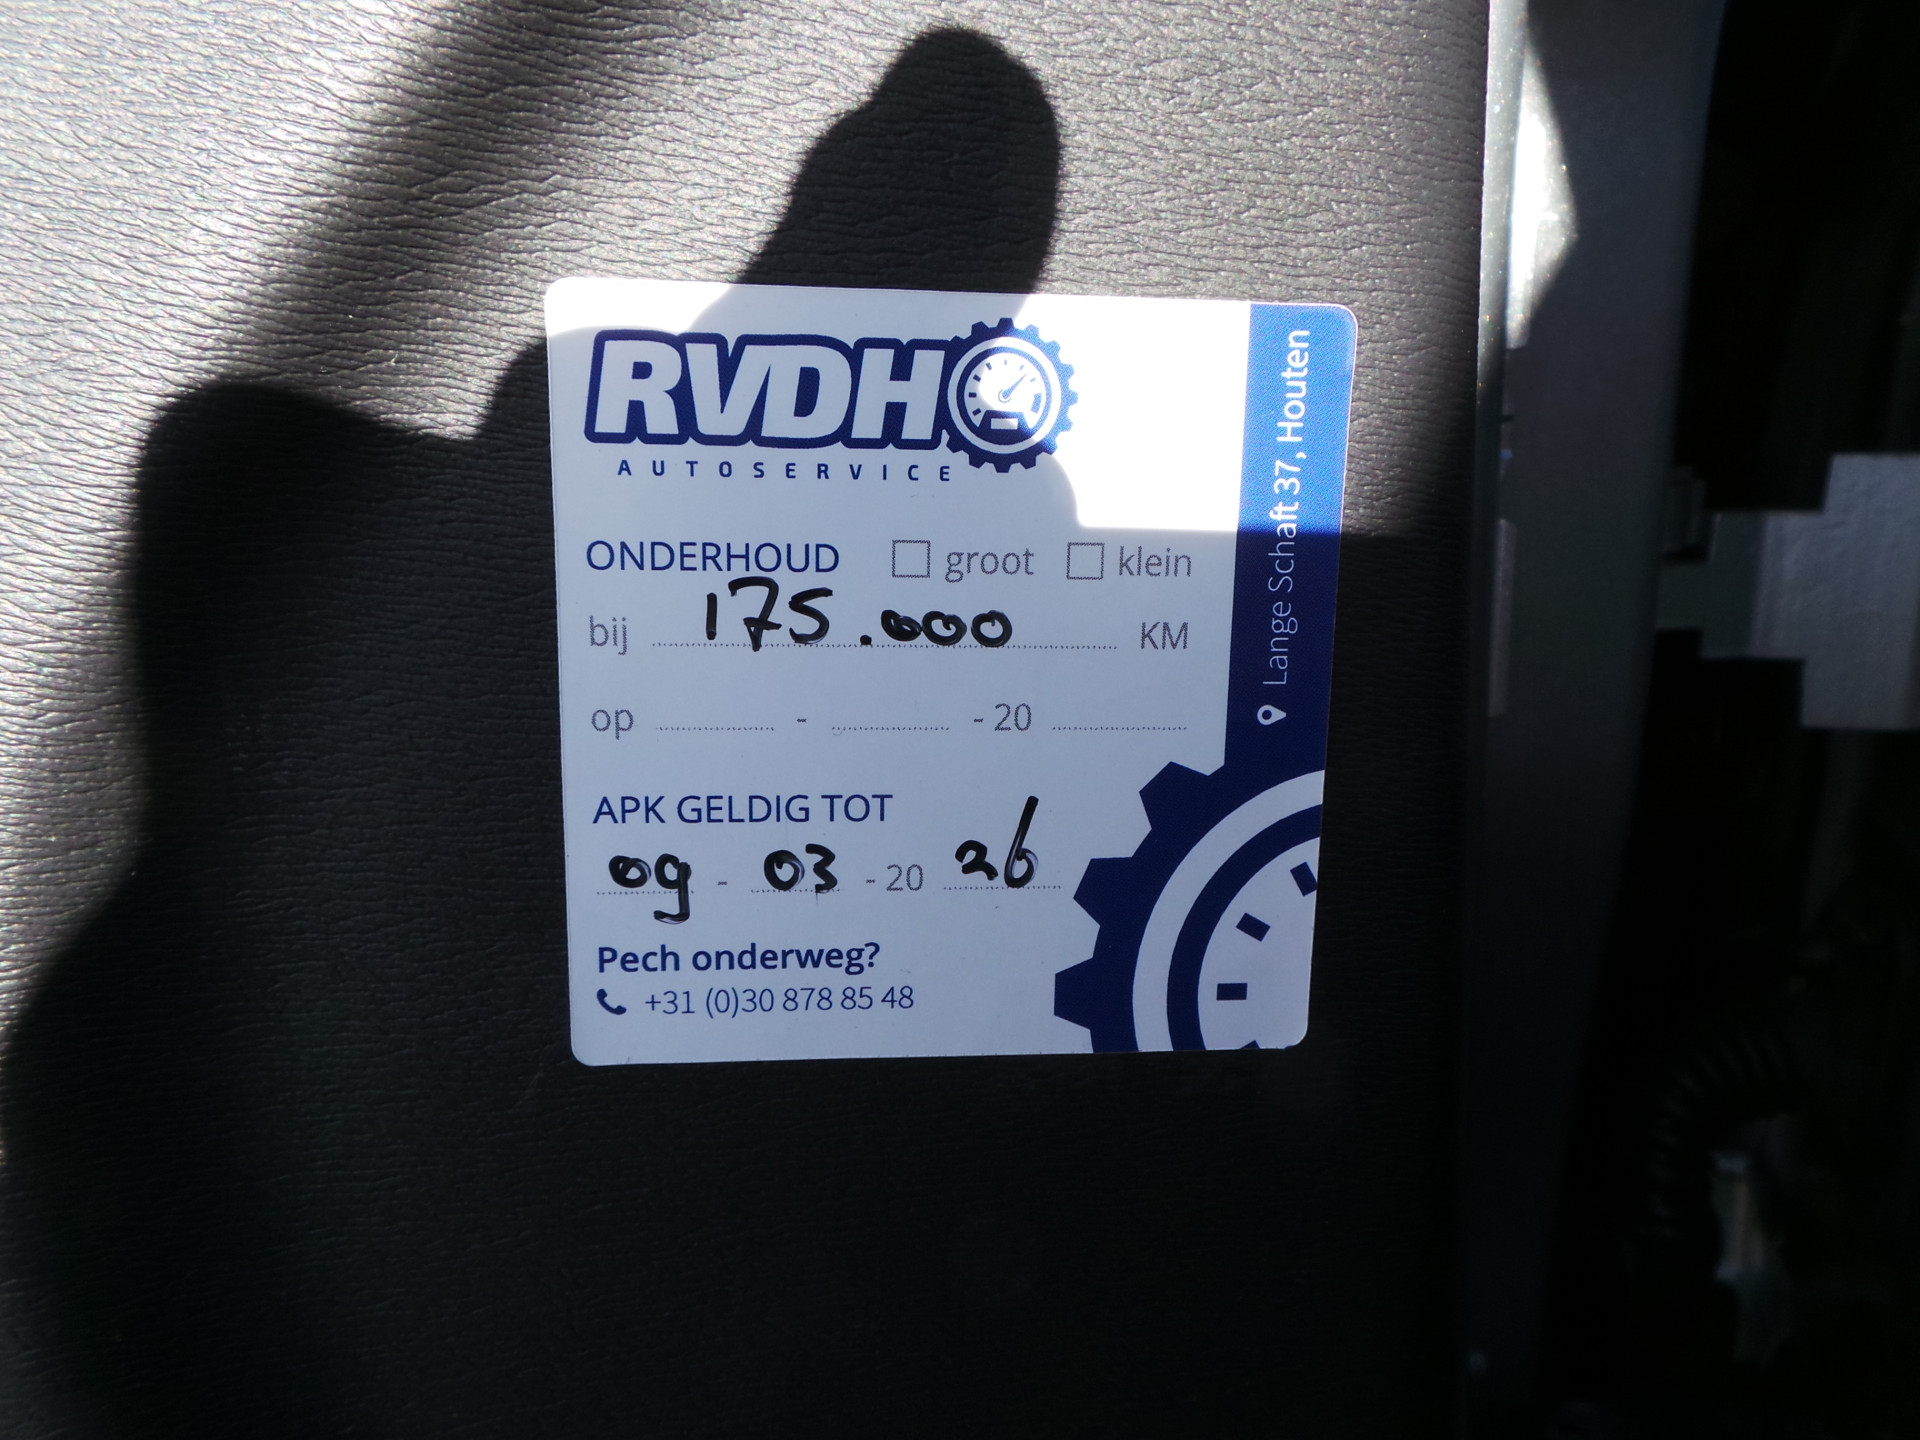 RVDH
AUTOSERVICE
ONDERHOUD groot klein
bij 175.000 KM
op - - 20
APK GELDIG TOT
09 - 03 - 20 26
Pech onderweg?
+31 (0)30 878 85 48
Lange Schaft 37, Houten